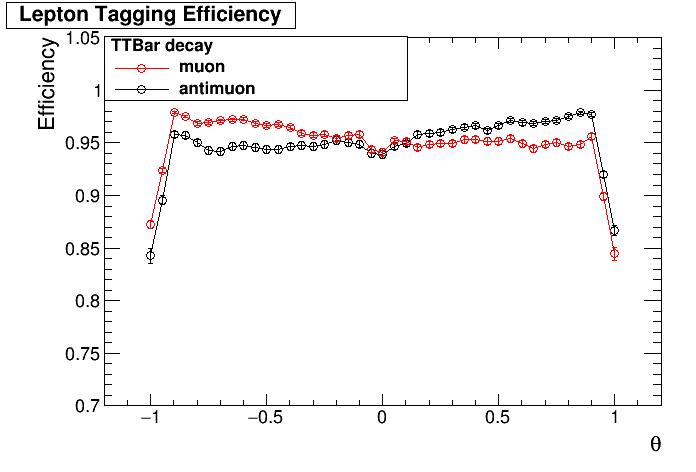 Lepton Tagging Efficiency
Efficiency
1.05
1
0.95
0.9
0.85
0.8
0.75
0.7
TTBar decay
muon
antimuon
−1
−0.5
0
0.5
1
θ